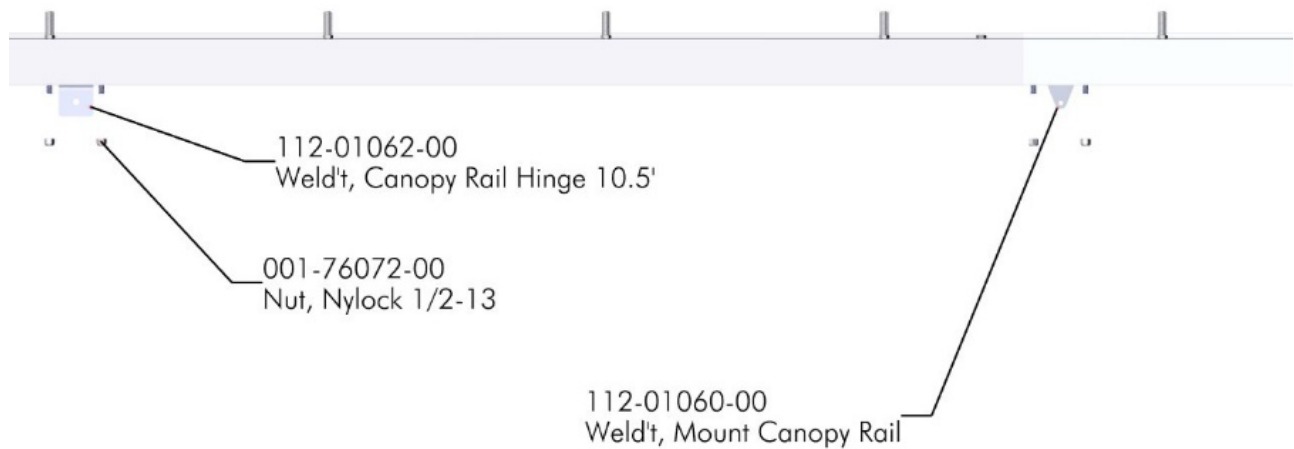 112-01062-00
Weld't, Canopy Rail Hinge 10.5'
001-76072-00
Nut, Nylock 1/2-13
112-01060-00
Weld't, Mount Canopy Rail